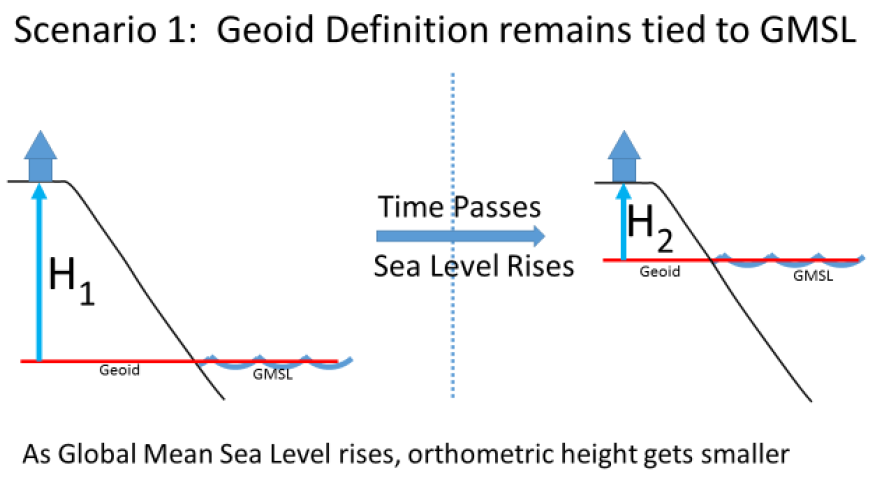 Scenario 1: Geoid Definition remains tied to GMSL
Time Passes
Sea Level Rises
H1
Geoid
GMSL
H2
Geoid
GMSL
As Global Mean Sea Level rises, orthometric height gets smaller